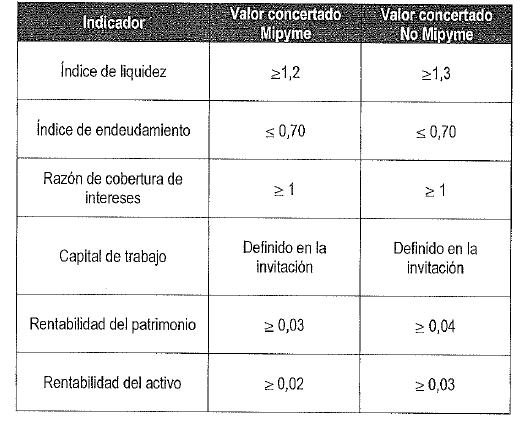 Indicador
Valor concertado
Mipyme
Valor concertado
No Mipyme
Índice de liquidez
≥1,2
≥1,3
Índice de endeudamiento
≤ 0,70
≤ 0,70
Razón de cobertura de
intereses
≥ 1
≥ 1
Capital de trabajo
Definido en la
invitación
Definido en la
invitación
Rentabilidad del patrimonio
≥ 0,03
≥ 0,04
Rentabilidad del activo
≥ 0,02
≥ 0,03